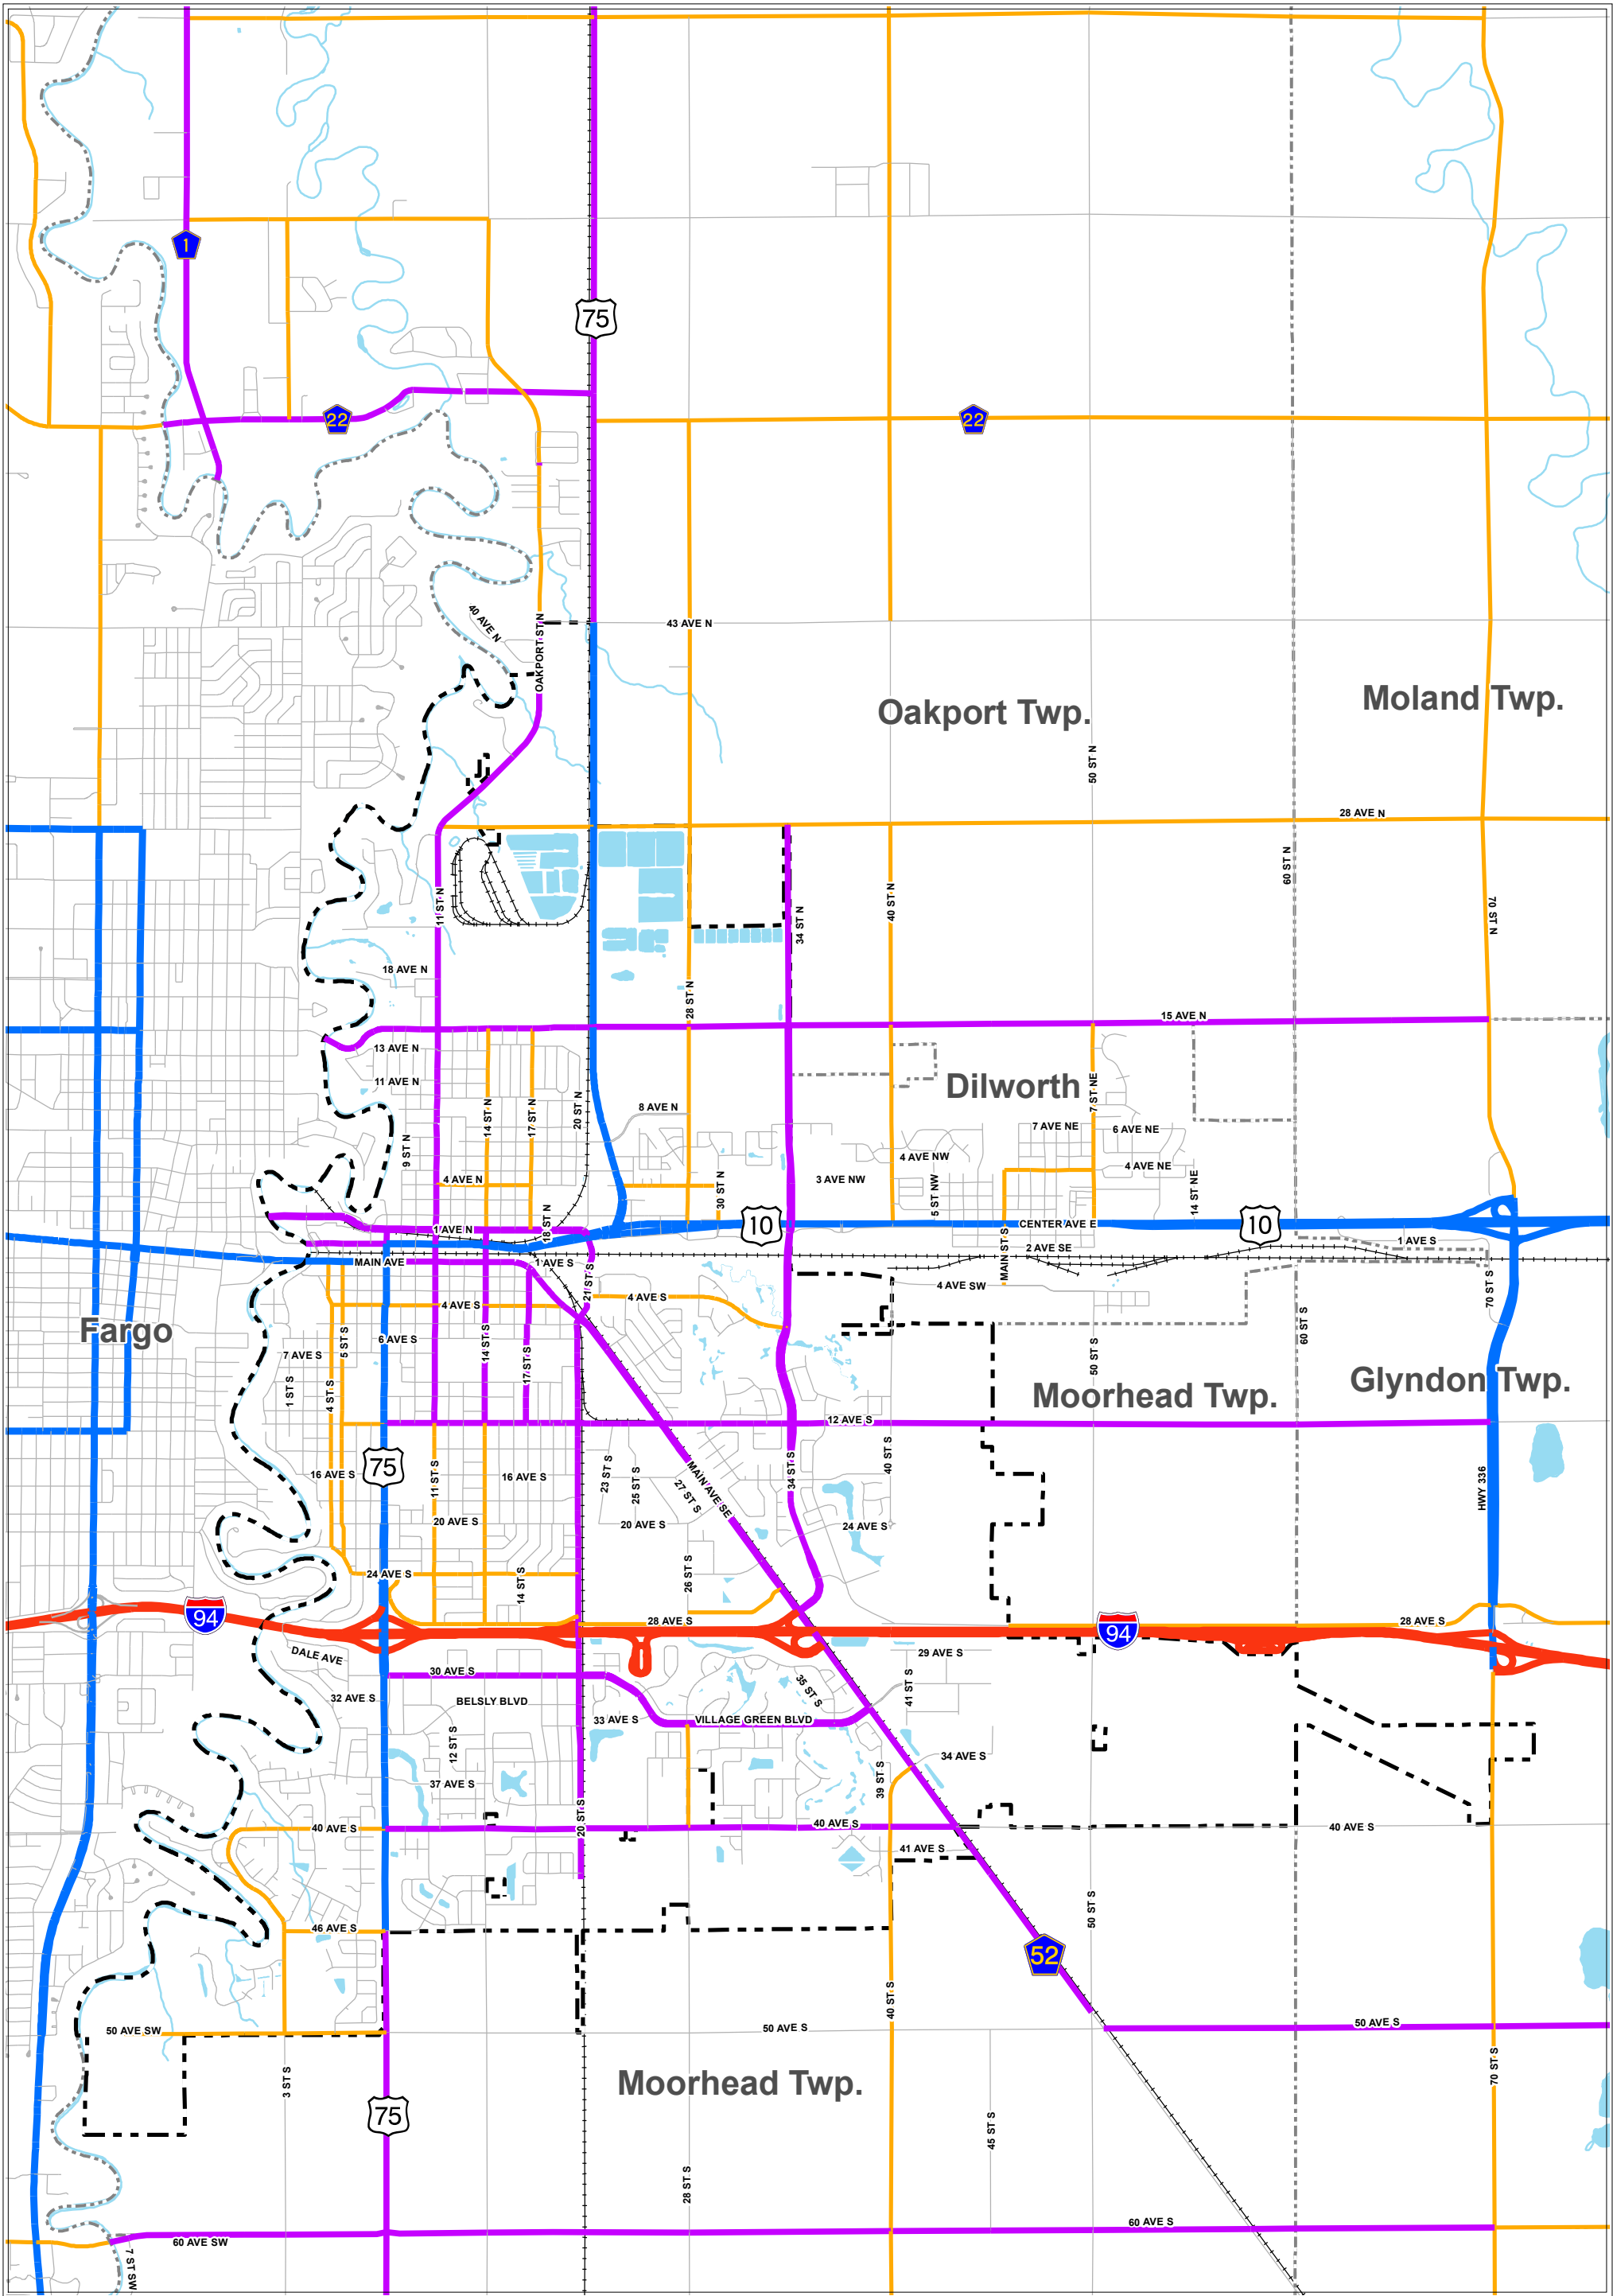 1
75
22
22
40 AVE N
OAKPORT ST N
43 AVE N
Oakport Twp.
Moland Twp.
50 ST N
28 AVE N
60 ST N
11 ST N
40 ST N
34 ST N
70 ST N
18 AVE N
28 ST N
15 AVE N
13 AVE N
11 AVE N
Dilworth
14 ST N
17 ST N
20 ST N
8 AVE N
7 ST NE
7 AVE NE
6 AVE NE
9 ST N
4 AVE N
4 AVE NW
4 AVE NE
3 AVE NW
5 ST NW
14 ST NE
30 ST N
1 AVE N
18 ST N
10
CENTER AVE E
10
MAIN AVE
1 AVE S
2 AVE SE
1 AVE S
MAIN ST S
4 AVE SW
21 ST S
70 ST S
4 AVE S
4 AVE S
Fargo
6 AVE S
5 ST S
7 AVE S
14 ST S
17 ST S
60 ST S
50 ST S
1 ST S
4 ST S
Moorhead Twp.
Glyndon Twp.
12 AVE S
75
16 AVE S
11 ST S
16 AVE S
23 ST S
25 ST S
MAIN AVE SE
27 ST S
34 ST S
40 ST S
HWY 336
20 AVE S
20 AVE S
24 AVE S
24 AVE S
14 ST S
26 ST S
94
28 AVE S
94
28 AVE S
DALE AVE
29 AVE S
30 AVE S
35 ST S
41 ST S
32 AVE S
BELSLY BLVD
33 AVE S
VILLAGE GREEN BLVD
12 ST S
34 AVE S
37 AVE S
39 ST S
20 ST S
40 AVE S
40 AVE S
40 AVE S
41 AVE S
50 ST S
46 AVE S
52
40 ST S
50 AVE SW
50 AVE S
50 AVE S
3 ST S
Moorhead Twp.
70 ST S
75
45 ST S
28 ST S
60 AVE S
60 AVE SW
7 ST SW